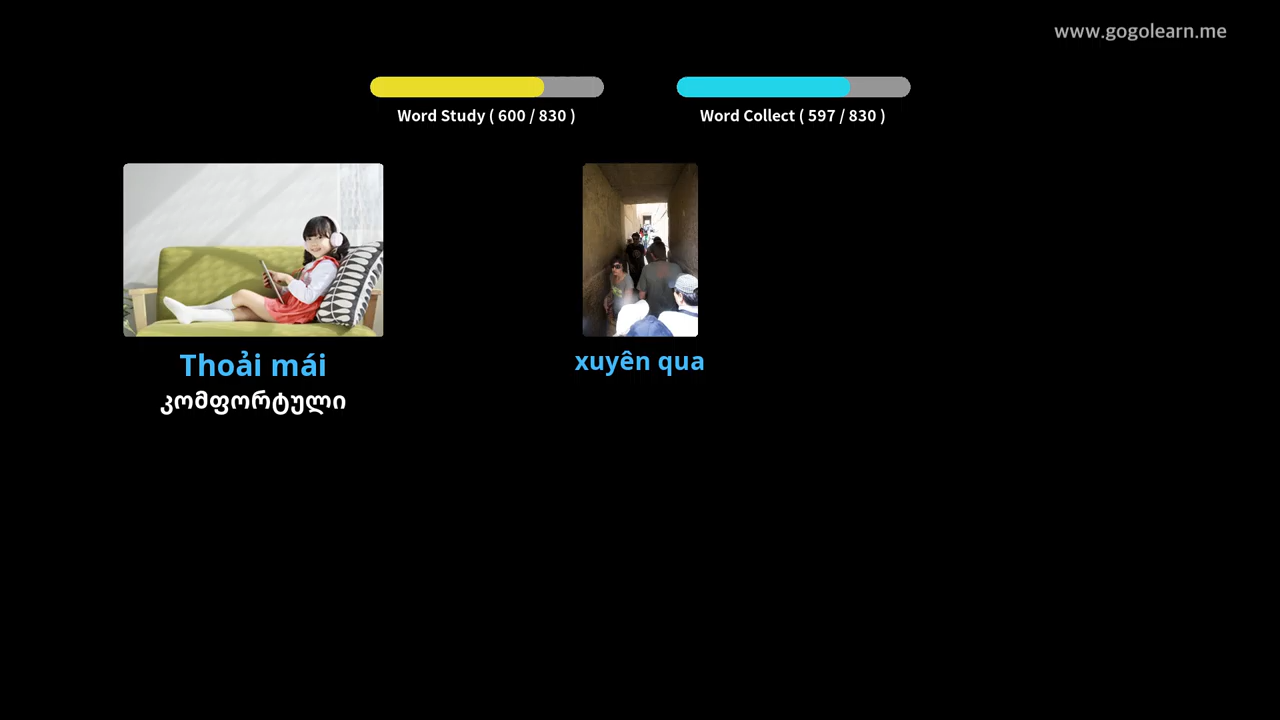 www.gogolearn.me
Word Study ( 600 / 830 )
Word Collect ( 597 / 830 )
Thoải mái
კომფორტული
xuyên qua